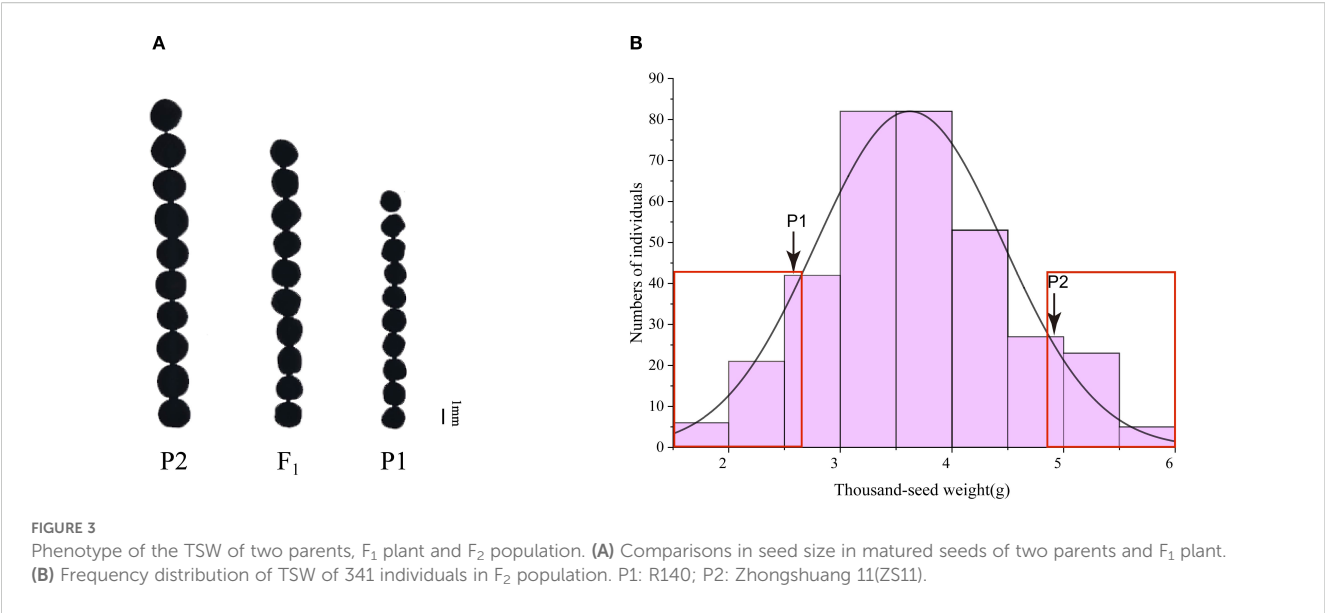 A
P2
F1
P1
1mm
B
Numbers of individuals
90
80
70
60
50
40
30
20
10
0
P1
P2
2 3 4 5 6
Thousand-seed weight(g)
FIGURE 3
Phenotype of the TSW of two parents, F1 plant and F2 population. (A) Comparisons in seed size in matured seeds of two parents and F1 plant.
(B) Frequency distribution of TSW of 341 individuals in F2 population. P1: R140; P2: Zhongshuang 11(ZS11).